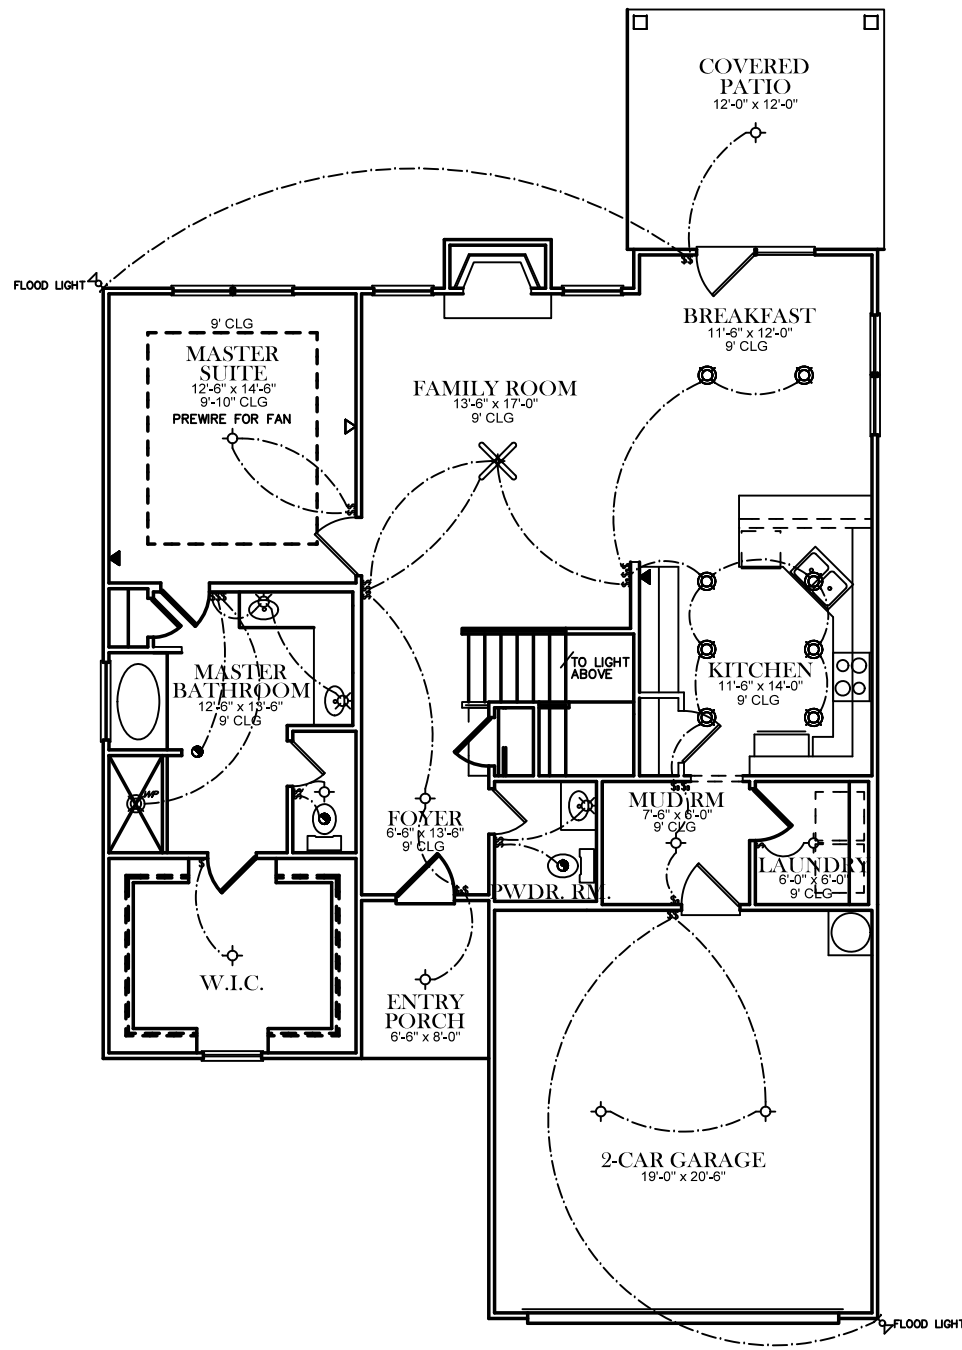 COVERED
PATIO
12'-0" x 12'-0"
FLOOD LIGHT
9' CLG
MASTER
SUITE
12'-6" x 14'-6"
9'-10" CLG
PREWIRE FOR FAN
FAMILY ROOM
13'-6" x 17'-0"
9' CLG
BREAKFAST
11'-6" x 12'-0"
9' CLG
MASTER
BATHROOM
12'-6" x 13'-6"
9' CLG
WP
TO LIGHT
ABOVE
KITCHEN
11'-6" x 14'-0"
9' CLG
FOYER
6'-6" x 13'-6"
9' CLG
PWDR. RM.
MUD RM
7'-6" x 6'-0"
9' CLG
LAUNDRY
6'-0" x 6'-0"
9' CLG
W.I.C.
ENTRY
PORCH
6'-6" x 8'-0"
2-CAR GARAGE
19'-0" x 20'-6"
FLOOD LIGHT